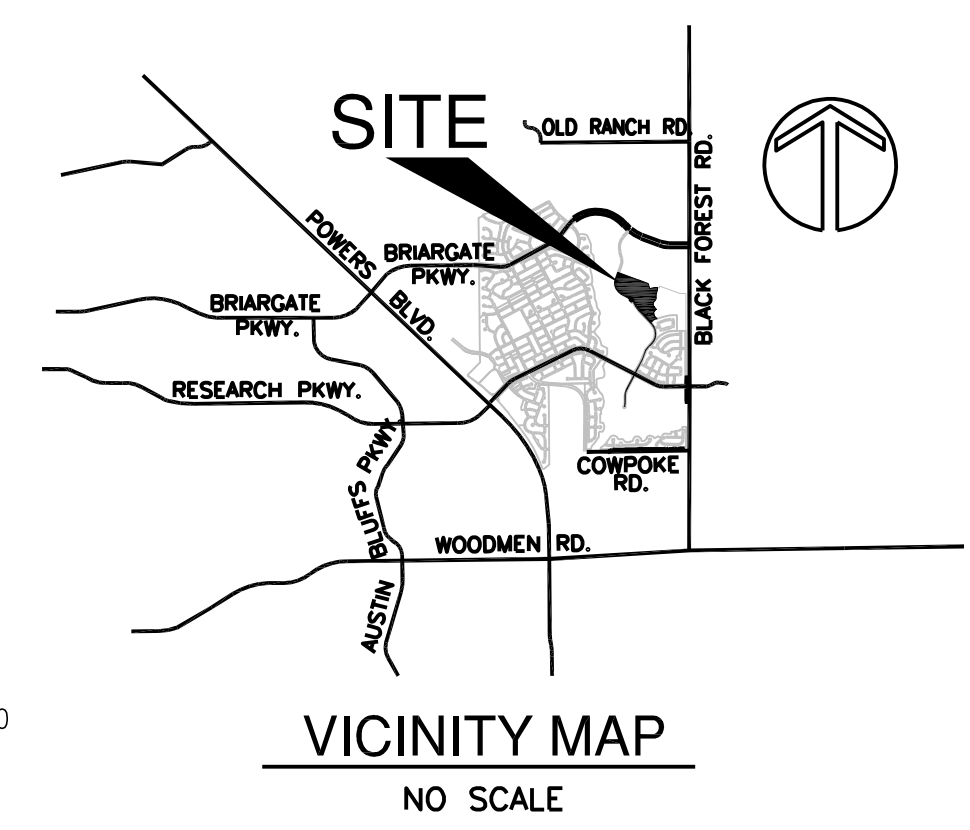 SITE
OLD RANCH RD.
BLACK FOREST RD.
POWERS BLVD.
BRIARGATE
PKWY.
BRIARGATE
PKWY.
RESEARCH PKWY.
COWPOKE
RD.
AUSTIN BLUFFS PKWY.
WOODMEN RD.
0
VICINITY MAP
NO SCALE